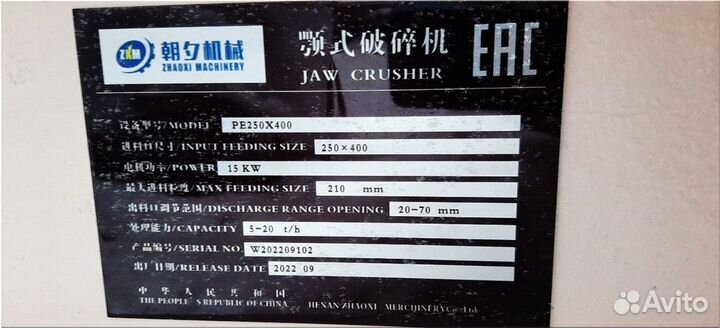 ZXM 朝夕机械
ZHAOXI MACHINERY
颚式破碎机
JAW CRUSHER
EAC
设备型号/MODEL PE250X400
进料口尺寸/INPUT FEEDING SIZE 250×400
电机功率/POWER 15 KW
最大进料粒度/MAX FEEDING SIZE 210 mm
出料口调节范围/DISCHARGE RANGE OPENING 20-70 mm
处理能力/CAPACITY 5-20 t/h
产品编号/SERIAL NO. W202209102
出厂日期/RELEASE DATE 2022 09
中华人民共和国
THE PEOPLE'S REPUBLIC OF CHINA HENAN ZHAOXI MERCHINERY Co.Ltd
Avito